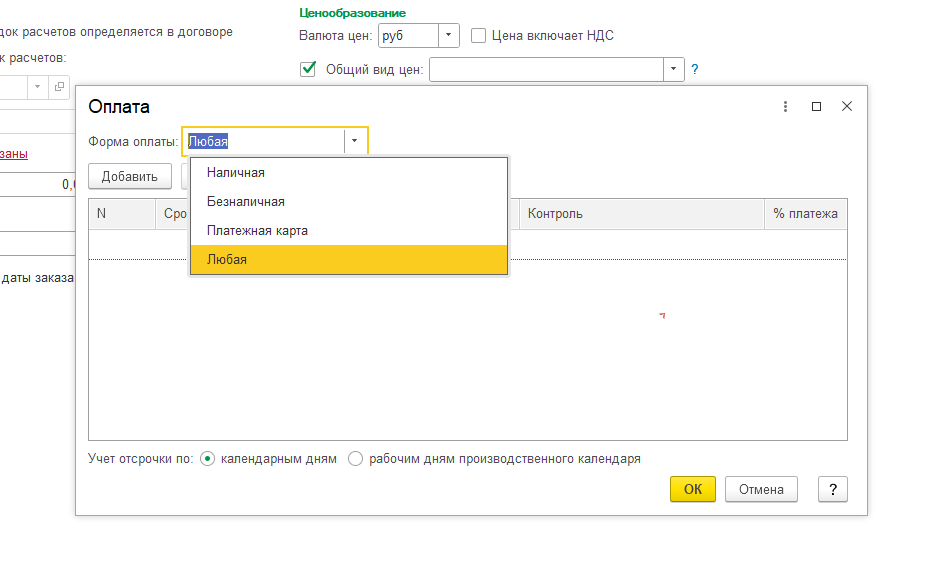 Ценообразование
док расчетов определяется в договоре
Валюта цен: руб Цена включает НДС
к расчетов:
Общий вид цен: ?
Оплата
Форма оплаты: Любая
заны
Наличная
Добавить
Безналичная
N Сро Контроль % платежа
Платежная карта
Любая
даты заказа
Учет отсрочки по: календарным дням рабочим дням производственного календаря
ОК Отмена ?